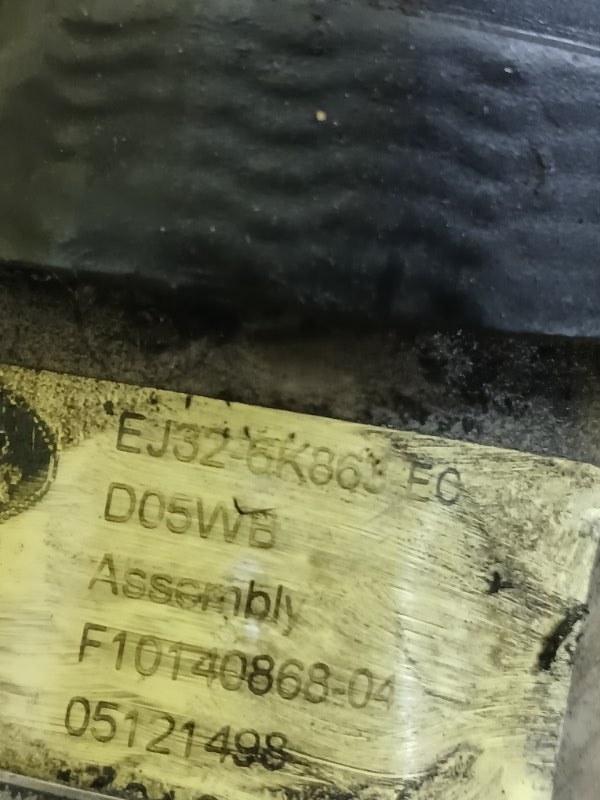 EJ32-6K863-EC
D05WB
Assembly
F10140868-04
05121498